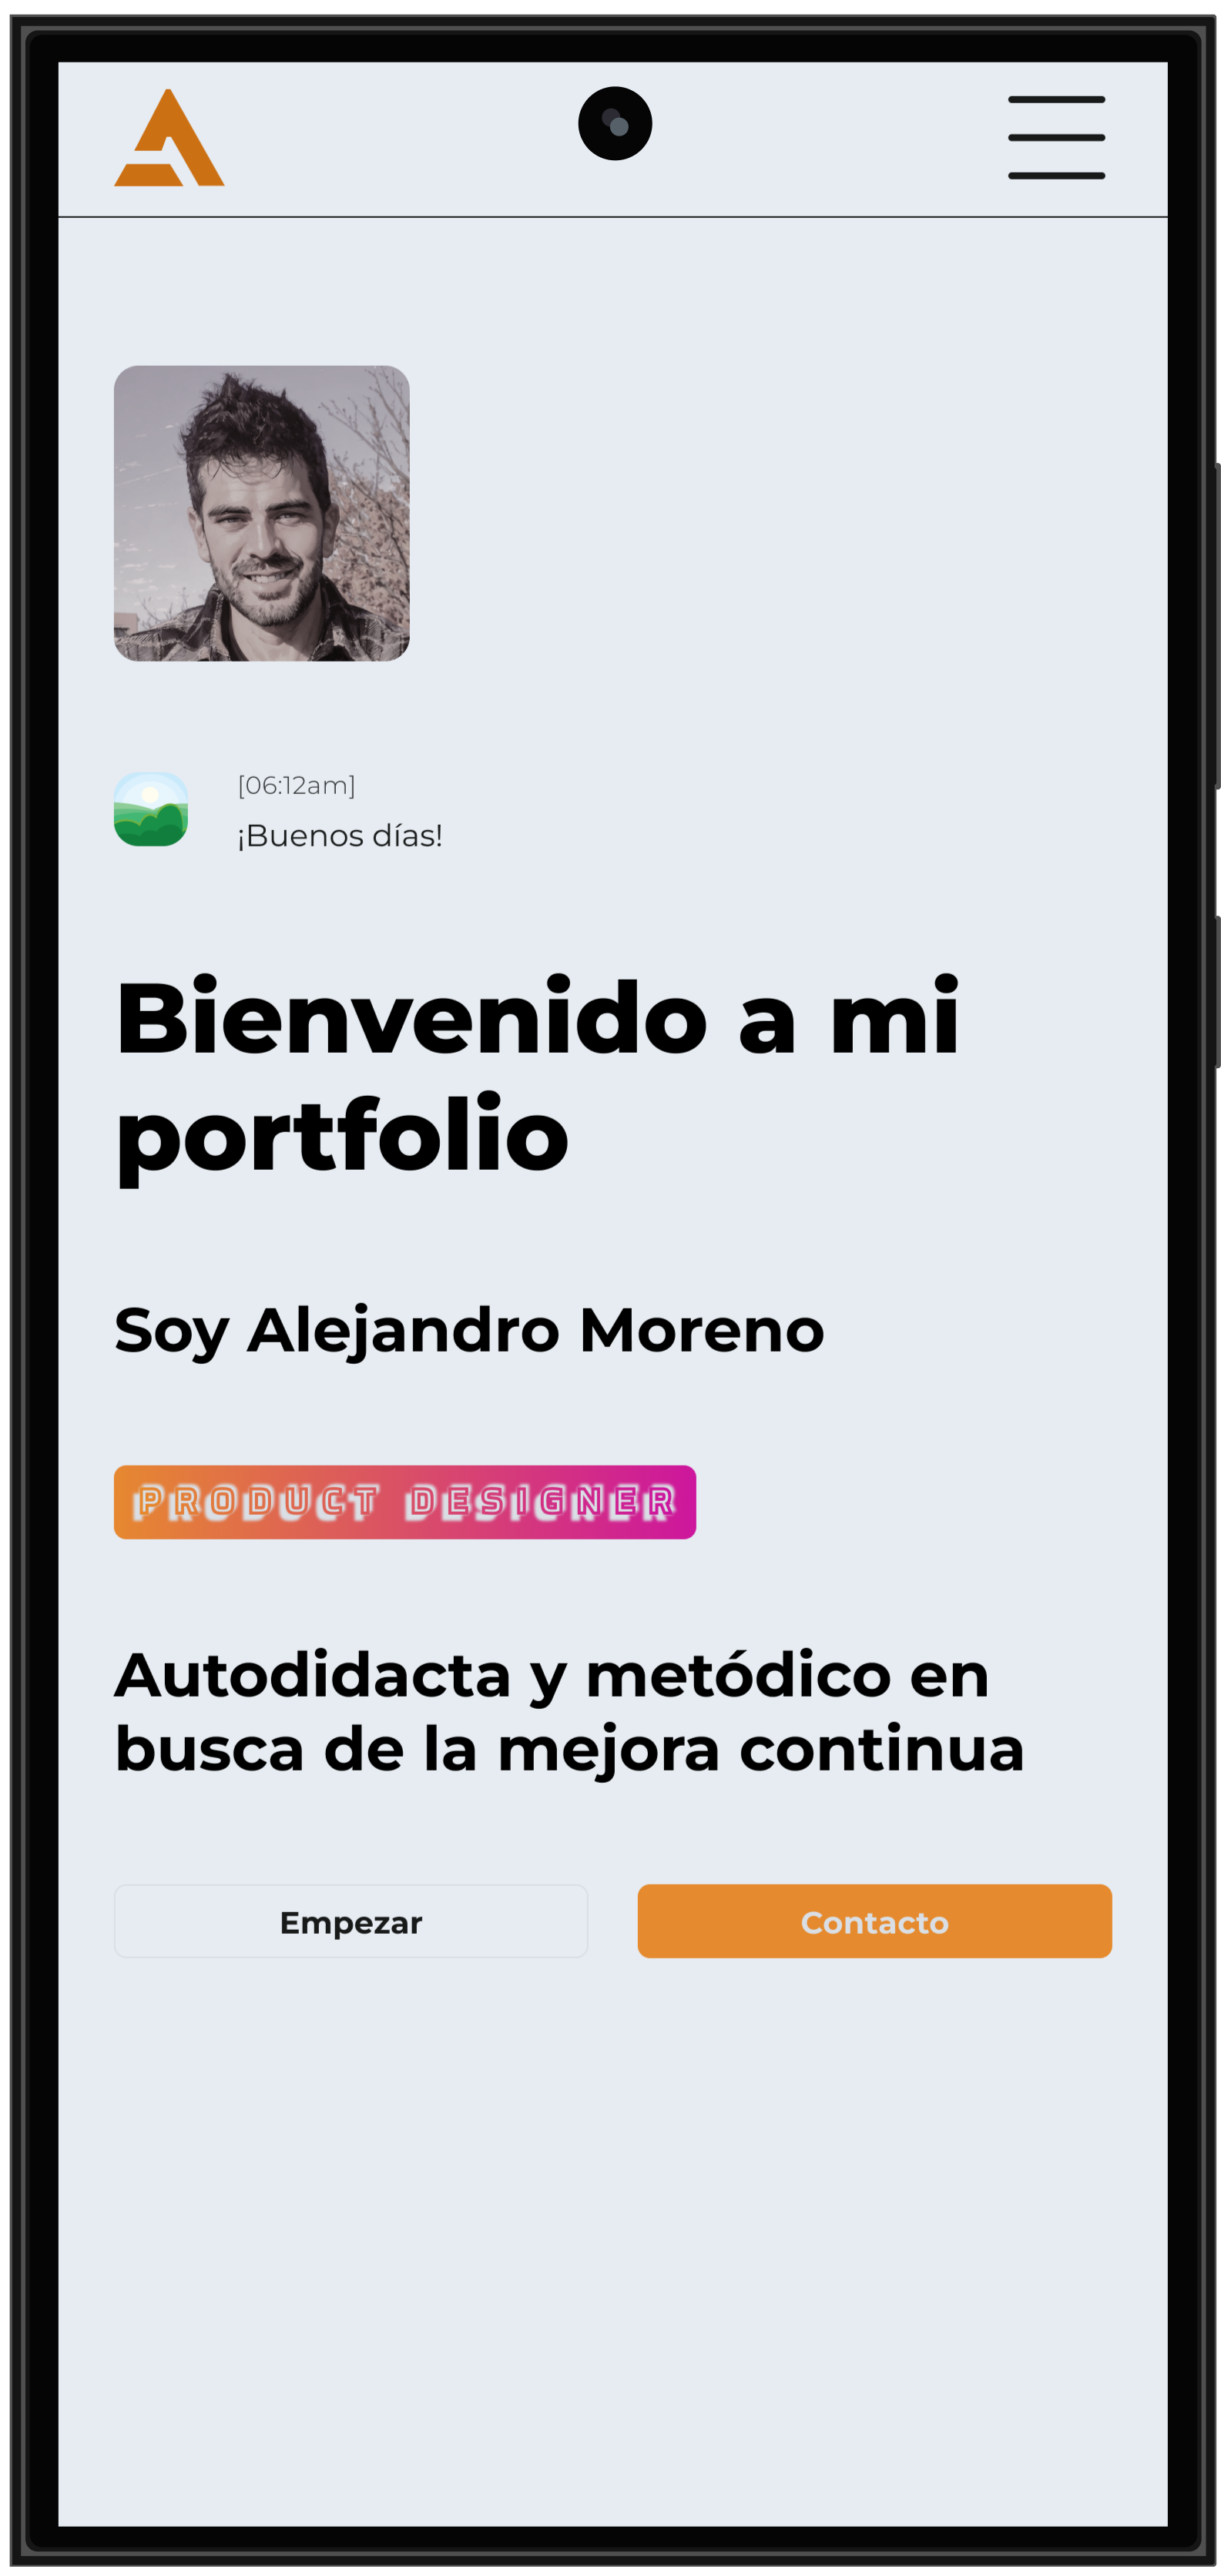 [06:12am]
¡Buenos días!
Bienvenido a mi
portfolio
Soy Alejandro Moreno
PRODUCT DESIGNER
Autodidacta y metódico en
busca de la mejora continua
Empezar
Contacto